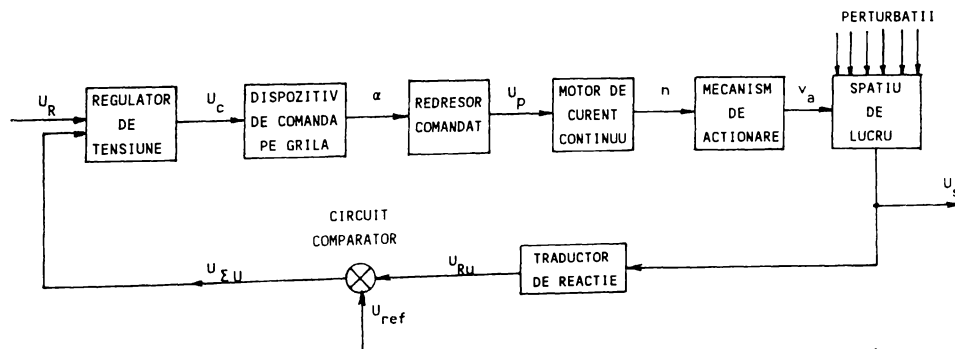 PERTURBATII
U_R
REGULATOR
DE
TENSIUNE
U_c
DISPOZITIV
DE COMANDA
PE GRILA
α
REDRESOR
COMANDAT
U_p
MOTOR DE
CURENT
CONTINUU
n
MECANISM
DE
ACTIONARE
v_a
SPATIU
DE
LUCRU
U_s
CIRCUIT
COMPARATOR
U_ΣU
U_Ru
TRADUCTOR
DE REACTIE
U_ref